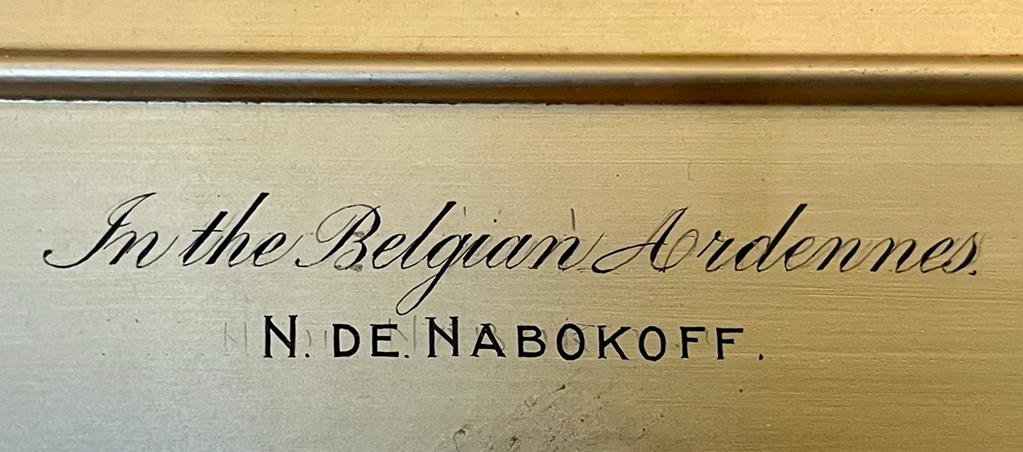 In the Belgian Ardennes.
N. DE. NABOKOFF.